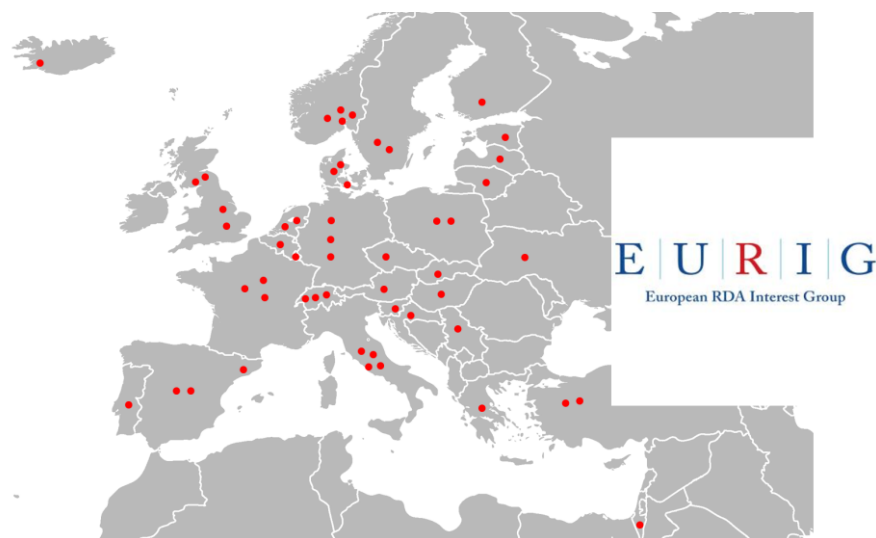 E | U | R | I | G
European RDA Interest Group